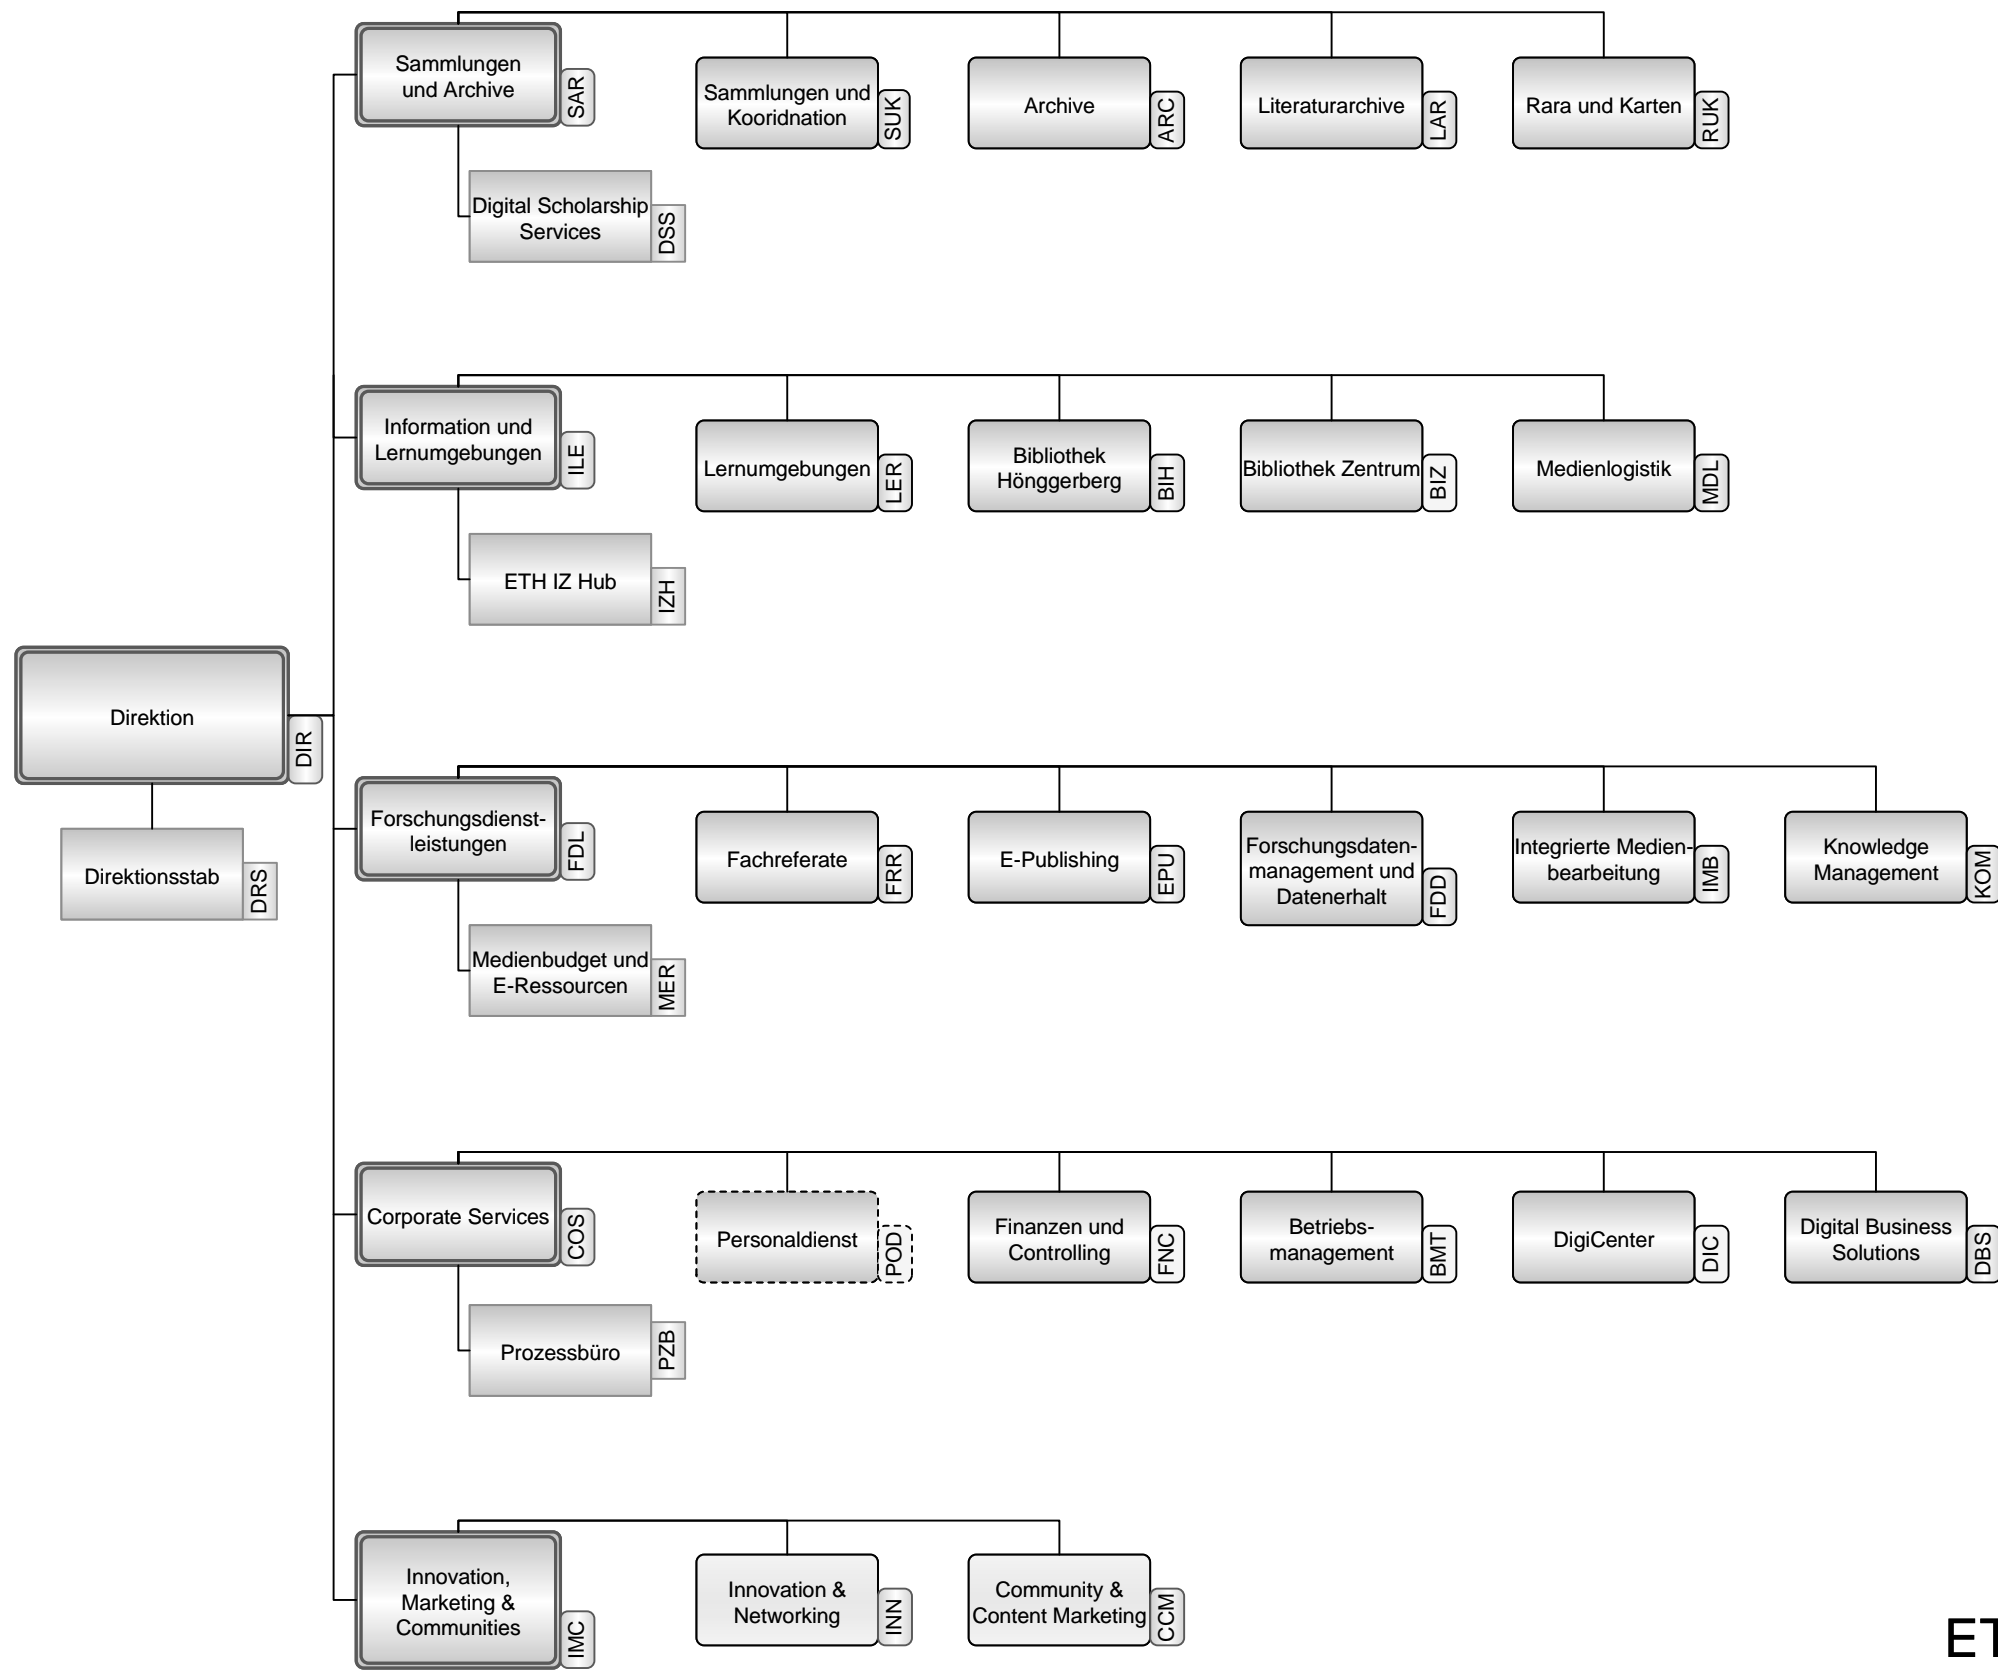 Sammlungen
und Archive
SAR
Sammlungen und
Kooridnation
SUK
Archive
ARC
Literaturarchive
LAR
Rara und Karten
RUK
Digital Scholarship
Services
DSS
Information und
Lernumgebungen
ILE
Lernumgebungen
LER
Bibliothek
Hönggerberg
BIH
Bibliothek Zentrum
BIZ
Medienlogistik
MDL
ETH IZ Hub
IZH
Direktion
DIR
Direktionsstab
DRS
Forschungsdienst-
leistungen
FDL
Fachreferate
FRR
E-Publishing
EPU
Forschungsdaten-
management und
Datenerhalt
FDD
Integrierte Medien-
bearbeitung
IMB
Knowledge
Management
KOM
Medienbudget und
E-Ressourcen
MER
Corporate Services
COS
Personaldienst
POD
Finanzen und
Controlling
FNC
Betriebs-
management
BMT
DigiCenter
DIC
Digital Business
Solutions
DBS
Prozessbüro
PZB
Innovation,
Marketing &
Communities
IMC
Innovation &
Networking
INN
Community &
Content Marketing
CCM